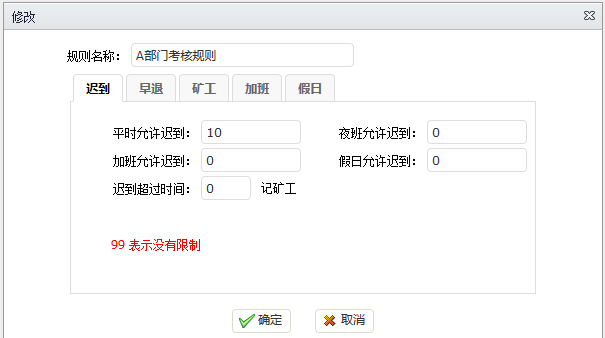 修改
规则名称： A部门考核规则
迟到 早退 矿工 加班 假日
平时允许迟到： 10 夜班允许迟到： 0
加班允许迟到： 0 假日允许迟到： 0
迟到超过时间： 0 记矿工
99 表示没有限制
确定 取消